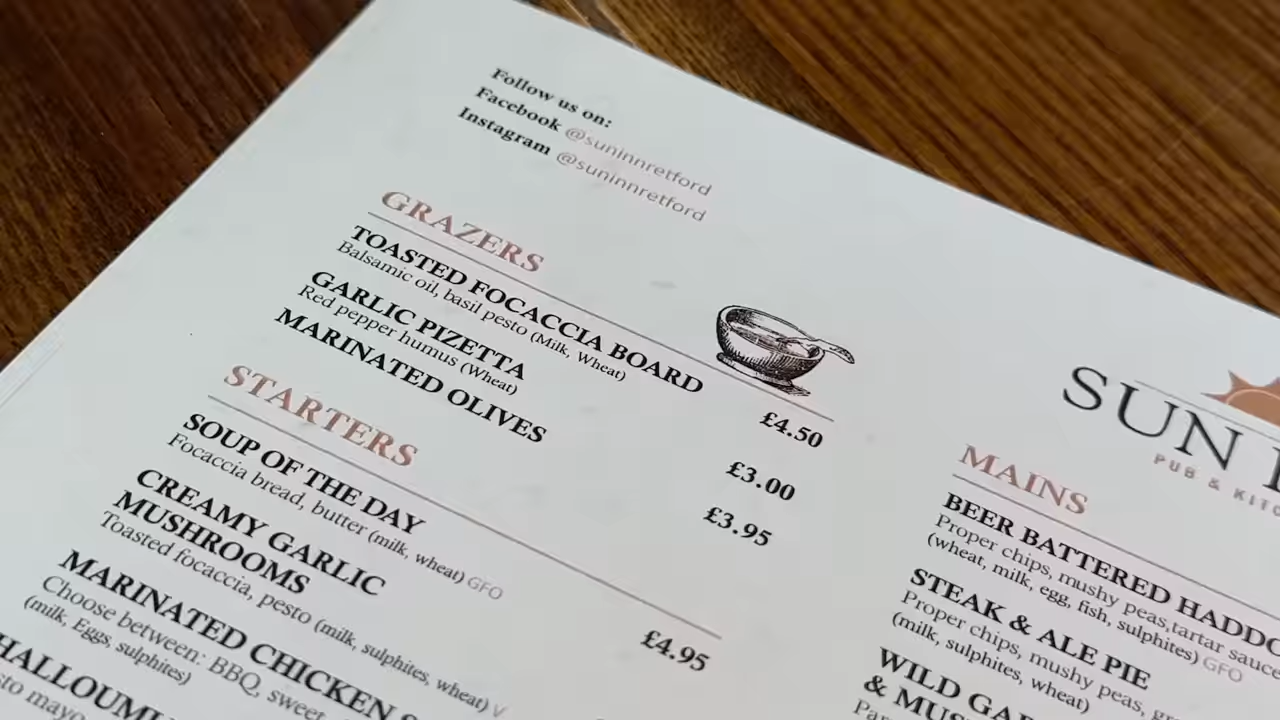 Follow us on:
Facebook @suninnretford
Instagram @suninnretford
GRAZERS
TOASTED FOCACCIA BOARD £4.50
Balsamic oil, basil pesto (Milk, Wheat)
GARLIC PIZETTA £3.00
Red pepper humus (Wheat)
MARINATED OLIVES £3.95
STARTERS
SOUP OF THE DAY £4.95
Focaccia bread, butter (milk, wheat) GFO
CREAMY GARLIC
MUSHROOMS
Toasted focaccia, pesto (milk, sulphites, wheat) V
MARINATED CHICKEN
Choose between: BBQ, sweet
(milk, Eggs, sulphites)
HALLOUMI
mayo
SUN
PUB &
MAINS
BEER BATTERED
Proper chips, mushy peas,tartar sauce
(wheat, milk, egg, fish, sulphites) GFO
STEAK & ALE PIE
Proper chips, mushy peas,
(milk, sulphites, wheat)
WILD
&